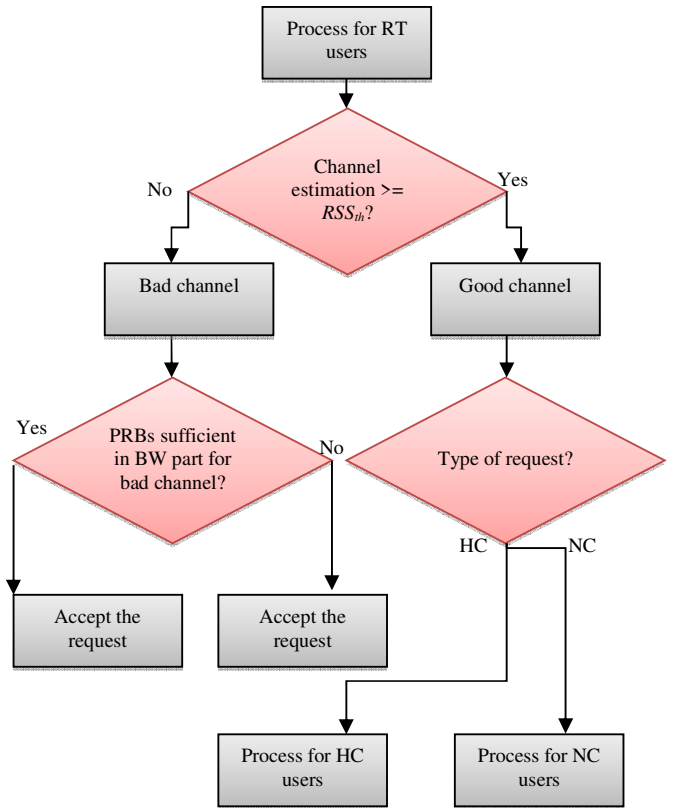 Process for RT
users
Channel
estimation >=
RSSth?
No
Yes
Bad channel
Good channel
Yes
PRBs sufficient
in BW part for
bad channel?
No
Type of request?
HC
NC
Accept the
request
Accept the
request
Process for HC
users
Process for NC
users